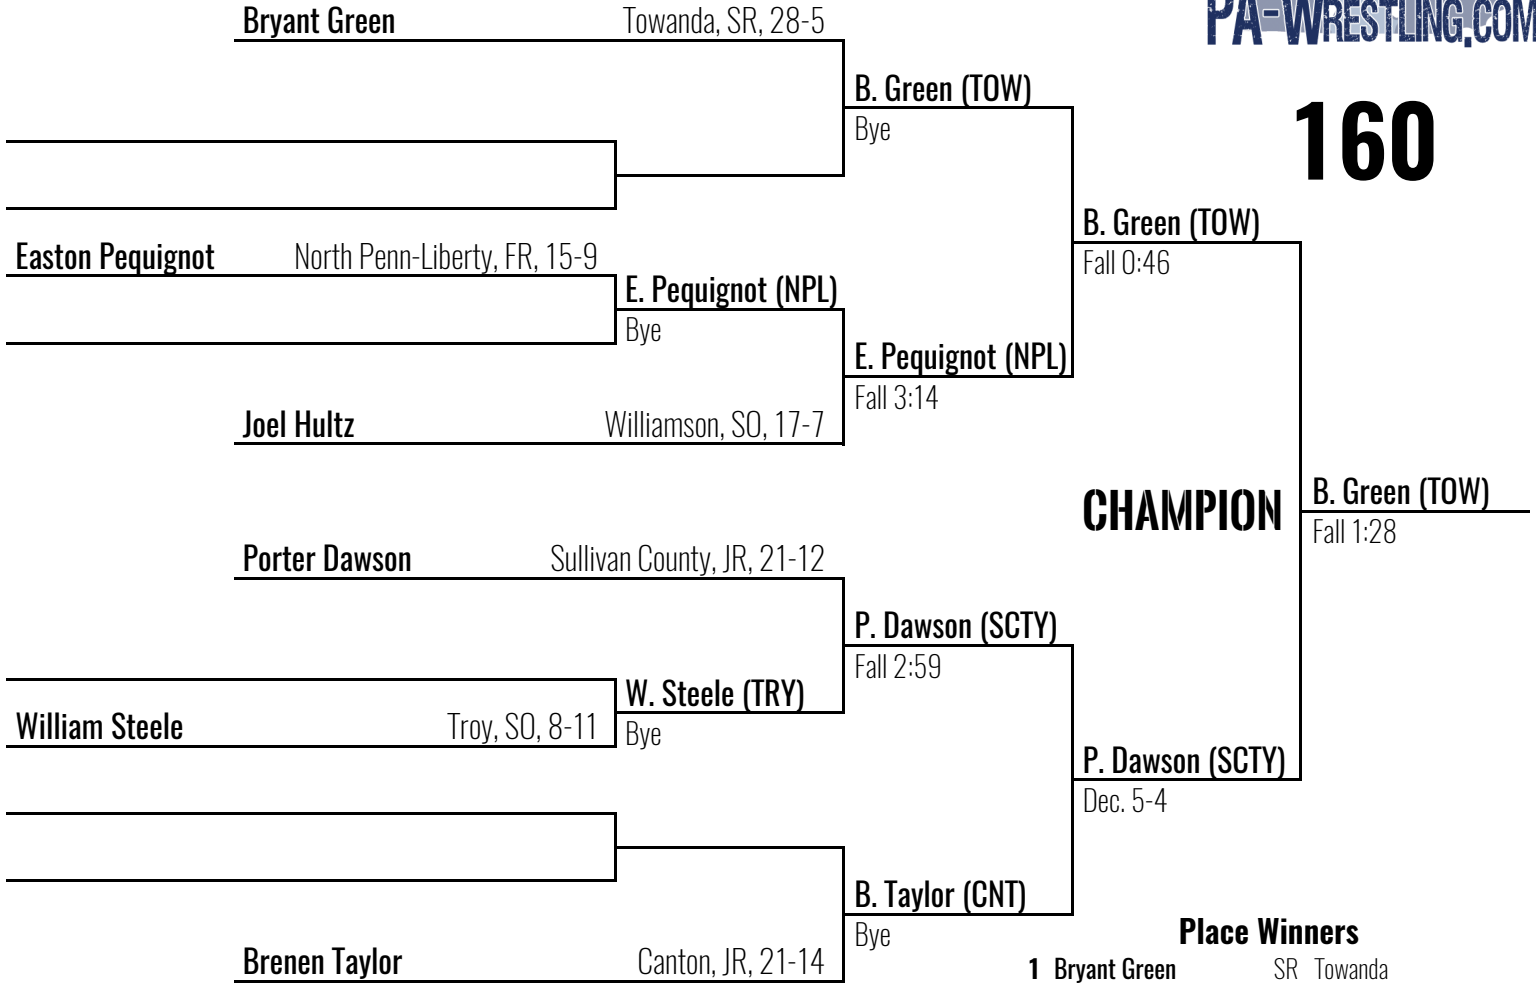 PA-WRESTLING.COM
160
Bryant Green Towanda, SR, 28-5
B. Green (TOW)
Bye
B. Green (TOW)
Fall 0:46
Easton Pequignot North Penn-Liberty, FR, 15-9
E. Pequignot (NPL)
Bye
E. Pequignot (NPL)
Fall 3:14
Joel Hultz Williamson, SO, 17-7
CHAMPION
B. Green (TOW)
Fall 1:28
Porter Dawson Sullivan County, JR, 21-12
P. Dawson (SCTY)
Fall 2:59
W. Steele (TRY)
William Steele Troy, SO, 8-11
Bye
P. Dawson (SCTY)
Dec. 5-4
B. Taylor (CNT)
Bye
Brenen Taylor Canton, JR, 21-14
Place Winners
1 Bryant Green SR Towanda